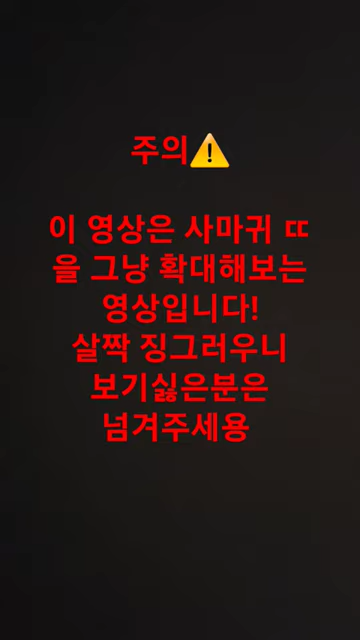 주의⚠️
이 영상은 사마귀 ㄸ
을 그냥 확대해보는
영상입니다!
살짝 징그러우니
보기싫은분은
넘겨주세용